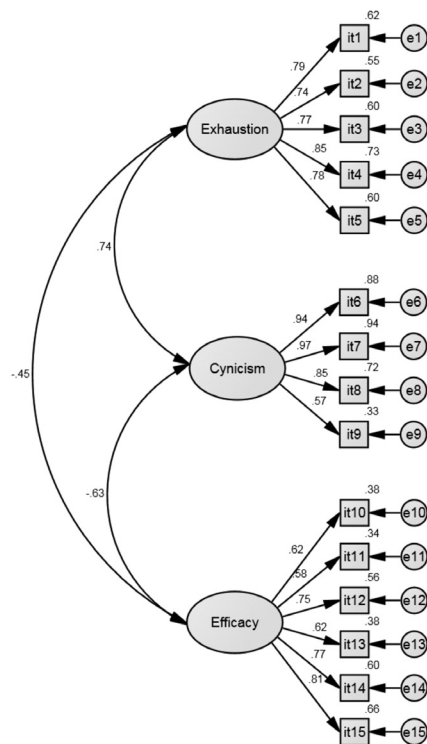 .62
it1 e1
.79
.55
.74
it2 e2
.60
Exhaustion
.77
it3 e3
.85
.73
it4 e4
.78
.60
it5 e5
.74
.88
it6 e6
.94
.94
.97
it7 e7
-.45
Cynicism
.72
.85
it8 e8
.57
.33
it9 e9
-.63
.38
it10 e10
.62
.34
it11 e11
.58
.56
.75
it12 e12
Efficacy
.38
.62
it13 e13
.77
.60
it14 e14
.81
.66
it15 e15